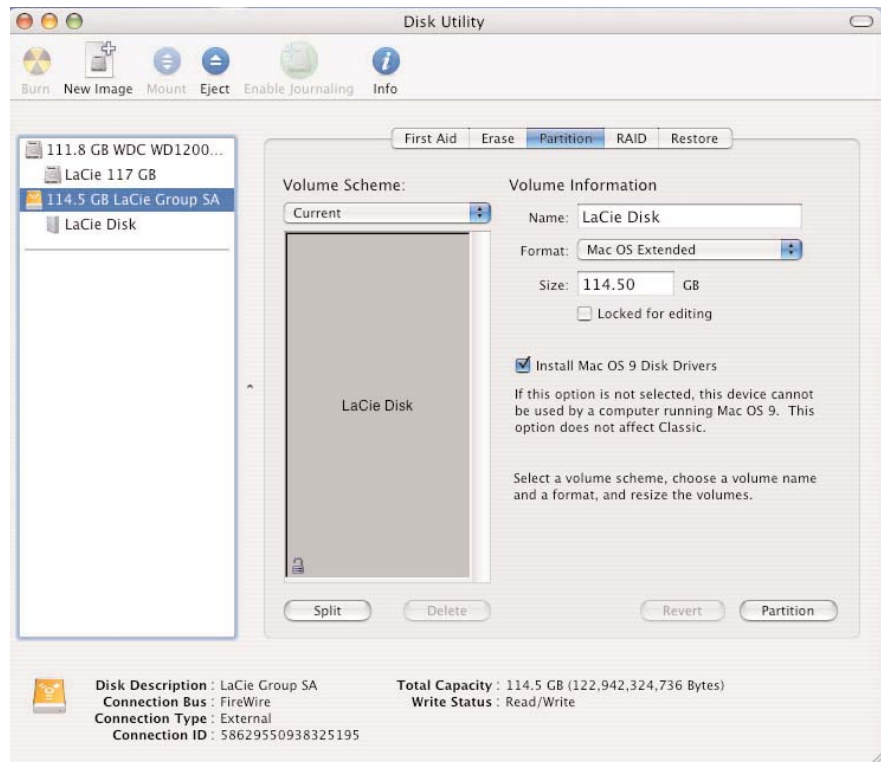 Disk Utility
Burn New Image Mount Eject Enable Journaling Info
First Aid Erase Partition RAID Restore
111.8 GB WDC WD1200...
LaCie 117 GB
114.5 GB LaCie Group SA
LaCie Disk
Volume Scheme:
Current
LaCie Disk
Split Delete
Volume Information
Name: LaCie Disk
Format: Mac OS Extended
Size: 114.50 GB
Locked for editing
Install Mac OS 9 Disk Drivers
If this option is not selected, this device cannot
be used by a computer running Mac OS 9. This
option does not affect Classic.
Select a volume scheme, choose a volume name
and a format, and resize the volumes.
Revert Partition
Disk Description : LaCie Group SA
Connection Bus : FireWire
Connection Type : External
Connection ID : 58629550938325195
Total Capacity : 114.5 GB (122,942,324,736 Bytes)
Write Status : Read/Write